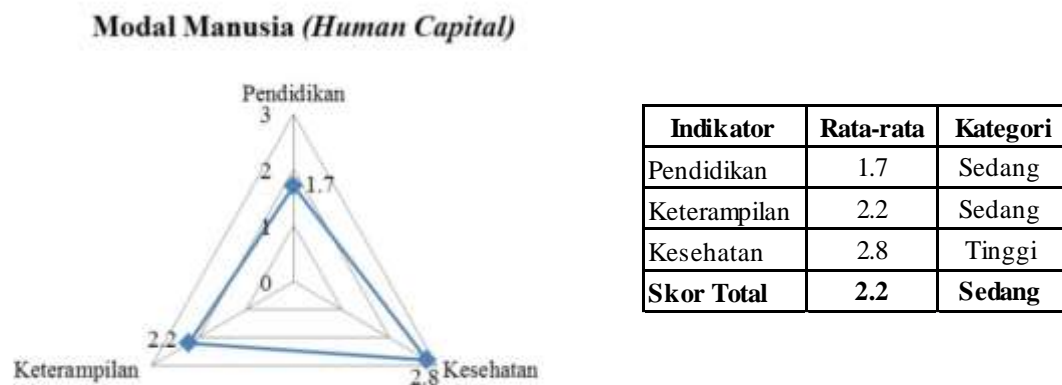 Modal Manusia (Human Capital)
Pendidikan
3
2
1.7
1
0
2.2
Keterampilan
2.8
Kesehatan
Indikator Rata-rata Kategori
Pendidikan 1.7 Sedang
Keterampilan 2.2 Sedang
Kesehatan 2.8 Tinggi
Skor Total 2.2 Sedang